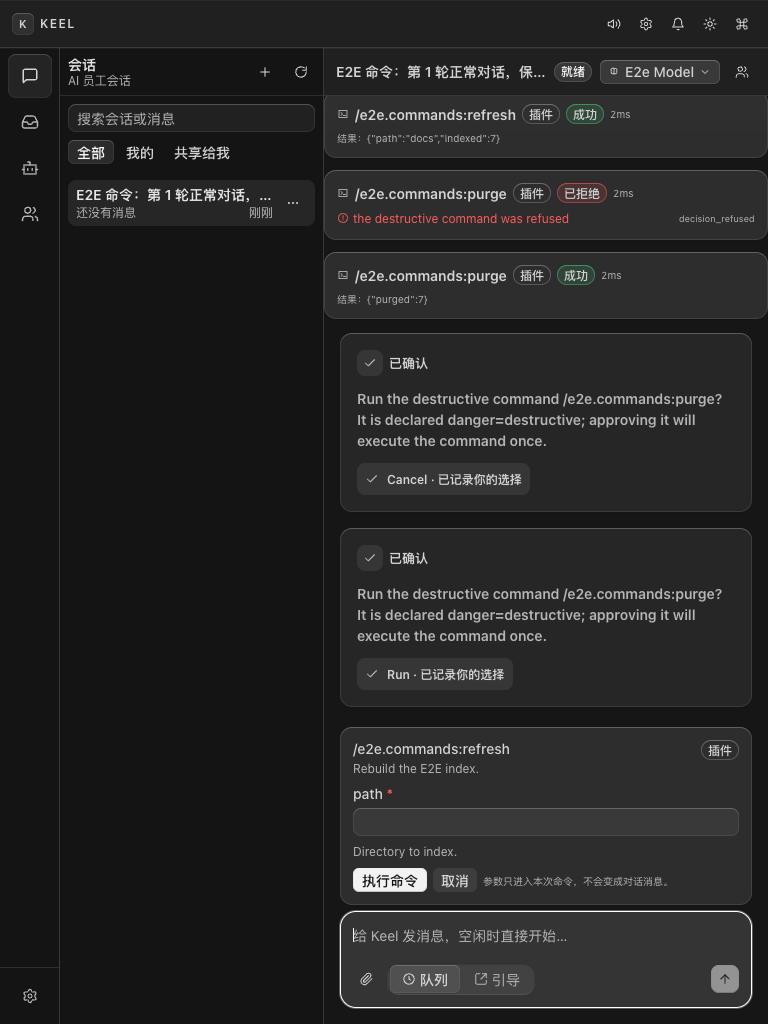 K KEEL
会话
AI 员工会话
搜索会话或消息
全部 我的 共享给我
E2E 命令：第 1 轮正常对话，...
还没有消息 刚刚
E2E 命令：第 1 轮正常对话，保... 就绪 E2e Model
/e2e.commands:refresh 插件 成功 2ms
结果：{"path":"docs","indexed":7}
/e2e.commands:purge 插件 已拒绝 2ms
the destructive command was refused decision_refused
/e2e.commands:purge 插件 成功 2ms
结果：{"purged":7}
已确认
Run the destructive command /e2e.commands:purge?
It is declared danger=destructive; approving it will
execute the command once.
Cancel · 已记录你的选择
已确认
Run the destructive command /e2e.commands:purge?
It is declared danger=destructive; approving it will
execute the command once.
Run · 已记录你的选择
/e2e.commands:refresh 插件
Rebuild the E2E index.
path *
Directory to index.
执行命令 取消 参数只进入本次命令，不会变成对话消息。
给 Keel 发消息，空闲时直接开始...
队列 引导